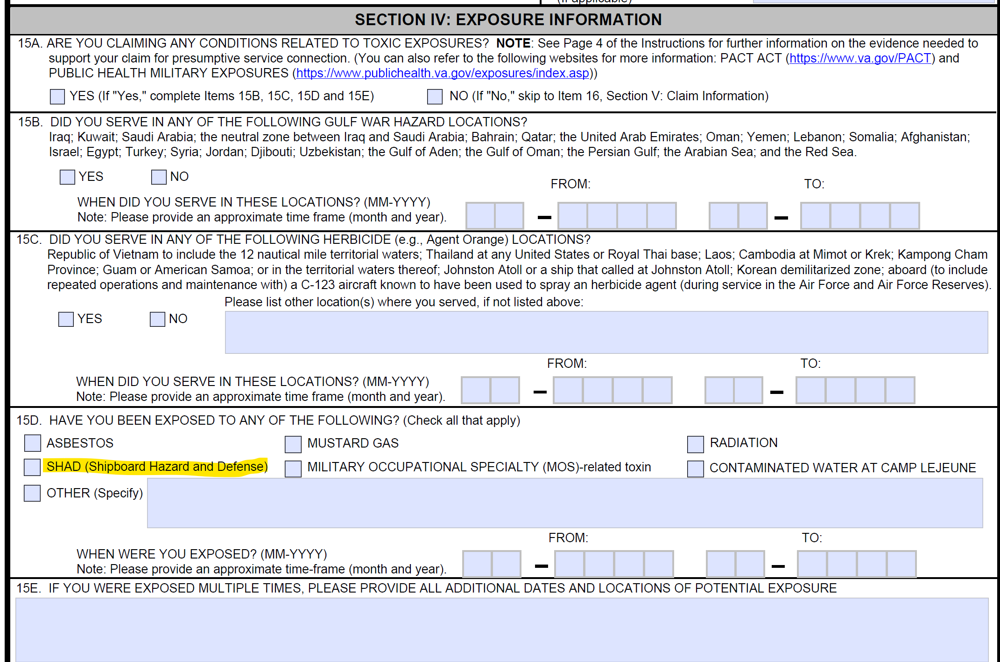 (if applicable)
SECTION IV: EXPOSURE INFORMATION
15A. ARE YOU CLAIMING ANY CONDITIONS RELATED TO TOXIC EXPOSURES? NOTE: See Page 4 of the Instructions for further information on the evidence needed to
support your claim for presumptive service connection. (You can also refer to the following websites for more information: PACT ACT (https://www.va.gov/PACT) and
PUBLIC HEALTH MILITARY EXPOSURES (https://www.publichealth.va.gov/exposures/index.asp))
YES (If "Yes," complete Items 15B, 15C, 15D and 15E) NO (If "No," skip to Item 16, Section V: Claim Information)
15B. DID YOU SERVE IN ANY OF THE FOLLOWING GULF WAR HAZARD LOCATIONS?
Iraq; Kuwait; Saudi Arabia; the neutral zone between Iraq and Saudi Arabia; Bahrain; Qatar; the United Arab Emirates; Oman; Yemen; Lebanon; Somalia; Afghanistan;
Israel; Egypt; Turkey; Syria; Jordan; Djibouti; Uzbekistan; the Gulf of Aden; the Gulf of Oman; the Persian Gulf; the Arabian Sea; and the Red Sea.
YES NO
FROM: TO:
WHEN DID YOU SERVE IN THESE LOCATIONS? (MM-YYYY)
Note: Please provide an approximate time frame (month and year). – –
15C. DID YOU SERVE IN ANY OF THE FOLLOWING HERBICIDE (e.g., Agent Orange) LOCATIONS?
Republic of Vietnam to include the 12 nautical mile territorial waters; Thailand at any United States or Royal Thai base; Laos; Cambodia at Mimot or Krek; Kampong Cham
Province; Guam or American Samoa; or in the territorial waters thereof; Johnston Atoll or a ship that called at Johnston Atoll; Korean demilitarized zone; aboard (to include
repeated operations and maintenance with) a C-123 aircraft known to have been used to spray an herbicide agent (during service in the Air Force and Air Force Reserves).
Please list other location(s) where you served, if not listed above:
YES NO
FROM: TO:
WHEN DID YOU SERVE IN THESE LOCATIONS? (MM-YYYY)
Note: Please provide an approximate time frame (month and year). – –
15D. HAVE YOU BEEN EXPOSED TO ANY OF THE FOLLOWING? (Check all that apply)
ASBESTOS MUSTARD GAS RADIATION
SHAD (Shipboard Hazard and Defense) MILITARY OCCUPATIONAL SPECIALTY (MOS)-related toxin CONTAMINATED WATER AT CAMP LEJEUNE
OTHER (Specify)
FROM: TO:
WHEN WERE YOU EXPOSED? (MM-YYYY)
Note: Please provide an approximate time-frame (month and year). – –
15E. IF YOU WERE EXPOSED MULTIPLE TIMES, PLEASE PROVIDE ALL ADDITIONAL DATES AND LOCATIONS OF POTENTIAL EXPOSURE